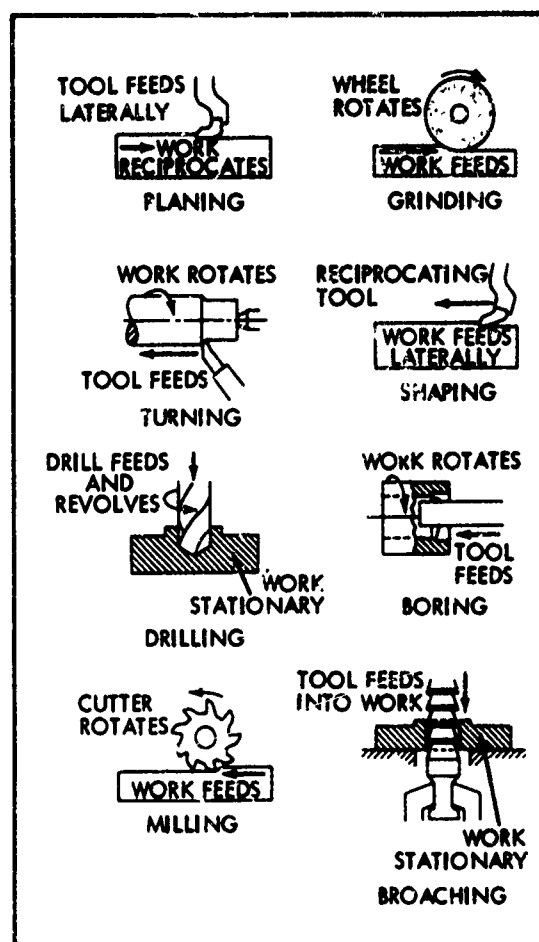 TOOL FEEDS
LATERALLY
WORK
RECIPROCATES
PLANING
WHEEL
ROTATES
WORK FEEDS
GRINDING
WORK ROTATES
TOOL FEEDS
TURNING
RECIPROCATING
TOOL
WORK FEEDS
LATERALLY
SHAPING
DRILL FEEDS
AND
REVOLVES
WORK
STATIONARY
DRILLING
WORK ROTATES
TOOL
FEEDS
BORING
CUTTER
ROTATES
WORK FEEDS
MILLING
TOOL FEEDS
INTO WORK
WORK
STATIONARY
BROACHING